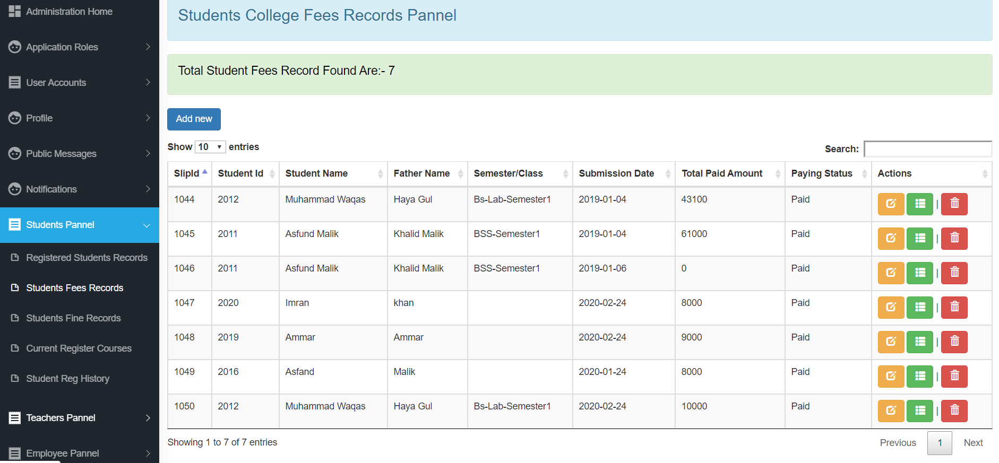 Administration Home
Application Roles
User Accounts
Profile
Public Messages
Notifications
Students Pannel
Registered Students Records
Students Fees Records
Students Fine Records
Current Register Courses
Student Reg History
Teachers Pannel
Employee Pannel
Students College Fees Records Pannel
Total Student Fees Record Found Are:- 7
Add new
Show 10 entries
Search:
SlipId Student Id Student Name Father Name Semester/Class Submission Date Total Paid Amount Paying Status Actions
1044 2012 Muhammad Waqas Haya Gul Bs-Lab-Semester1 2019-01-04 43100 Paid |
1045 2011 Asfund Malik Khalid Malik BSS-Semester1 2019-01-04 61000 Paid |
1046 2011 Asfund Malik Khalid Malik BSS-Semester1 2019-01-06 0 Paid |
1047 2020 Imran khan 2020-02-24 8000 Paid |
1048 2019 Ammar Ammar 2020-02-24 9000 Paid |
1049 2016 Asfand Malik 2020-01-24 8000 Paid |
1050 2012 Muhammad Waqas Haya Gul Bs-Lab-Semester1 2020-02-24 10000 Paid |
Showing 1 to 7 of 7 entries
Previous 1 Next